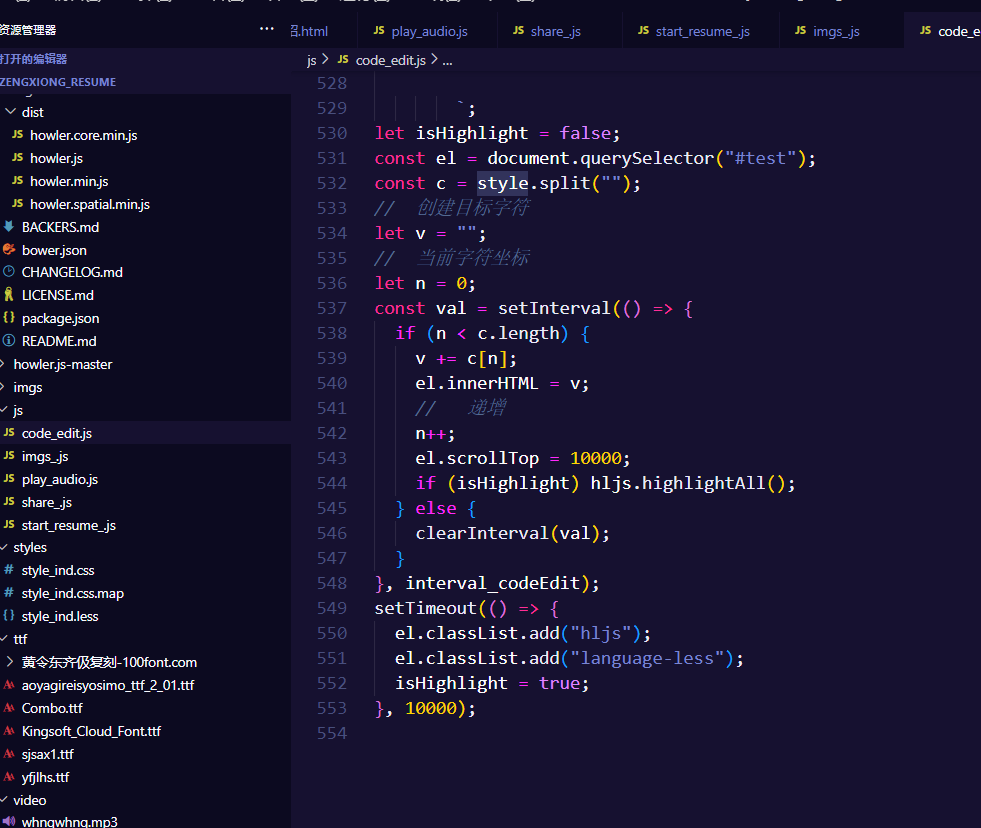 资源管理器
打开的编辑器
ZENGXIONG_RESUME
dist
JS howler.core.min.js
JS howler.js
JS howler.min.js
JS howler.spatial.min.js
BACKERS.md
bower.json
CHANGELOG.md
LICENSE.md
{} package.json
README.md
howler.js-master
imgs
js
JS code_edit.js
JS imgs_.js
JS play_audio.js
JS share_.js
JS start_resume_.js
styles
# style_ind.css
# style_ind.css.map
{} style_ind.less
ttf
黄令东齐伋复刻-100font.com
aoyagireisyosimo_ttf_2_01.ttf
Combo.ttf
Kingsoft_Cloud_Font.ttf
sjsax1.ttf
yfjlhs.ttf
video
whnqwhnq.mp3
.html
JS play_audio.js
JS share_.js
JS start_resume_.js
JS imgs_.js
JS code_e
js > JS code_edit.js > ...
528
529 `;
530 let isHighlight = false;
531 const el = document.querySelector("#test");
532 const c = style.split("");
533 // 创建目标字符
534 let v = "";
535 // 当前字符坐标
536 let n = 0;
537 const val = setInterval(() => {
538 if (n < c.length) {
539 v += c[n];
540 el.innerHTML = v;
541 // 递增
542 n++;
543 el.scrollTop = 10000;
544 if (isHighlight) hljs.highlightAll();
545 } else {
546 clearInterval(val);
547 }
548 }, interval_codeEdit);
549 setTimeout(() => {
550 el.classList.add("hljs");
551 el.classList.add("language-less");
552 isHighlight = true;
553 }, 10000);
554